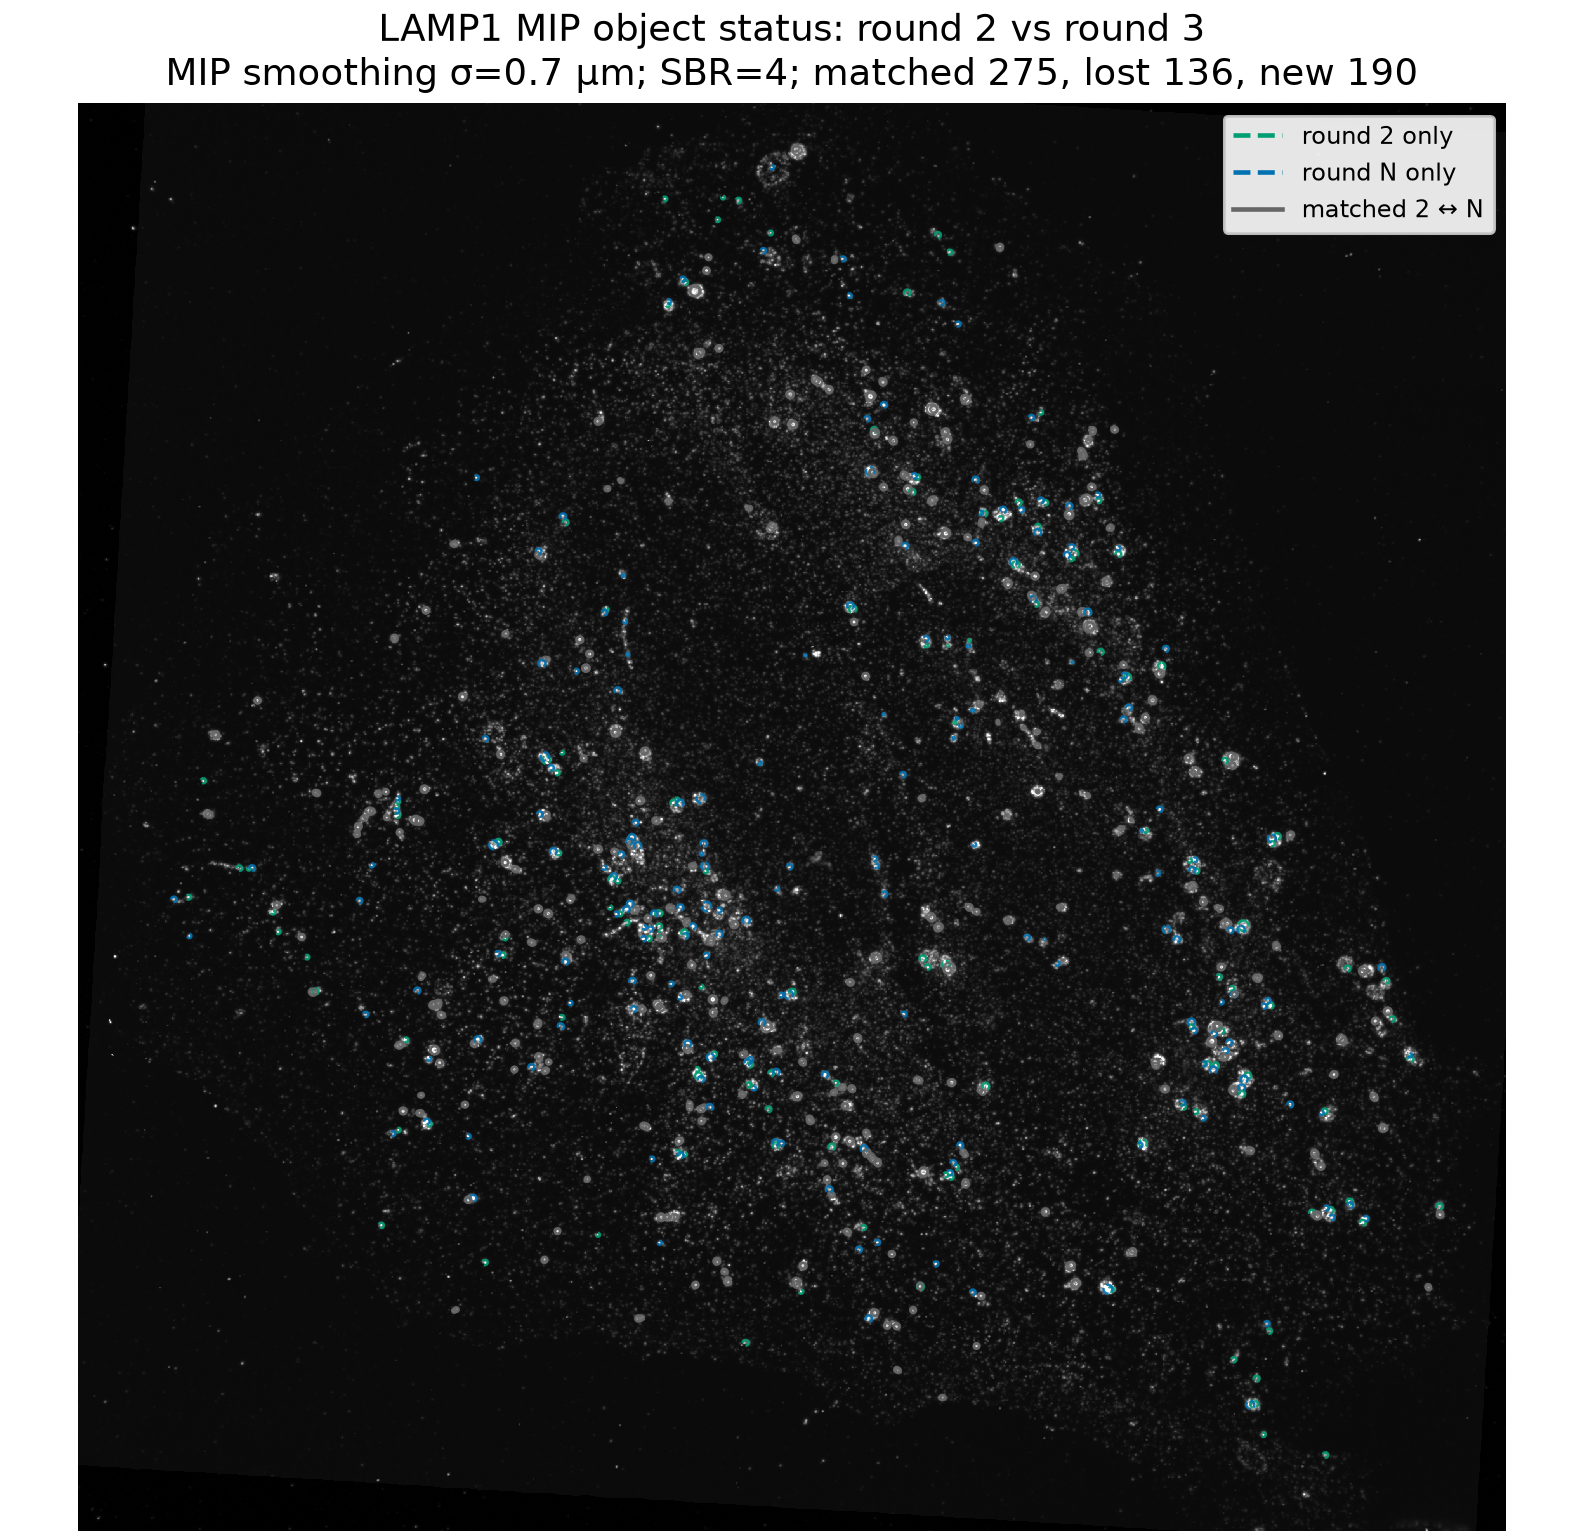 LAMP1 MIP object status: round 2 vs round 3
MIP smoothing σ=0.7 µm; SBR=4; matched 275, lost 136, new 190
round 2 only
round N only
matched 2 ↔ N